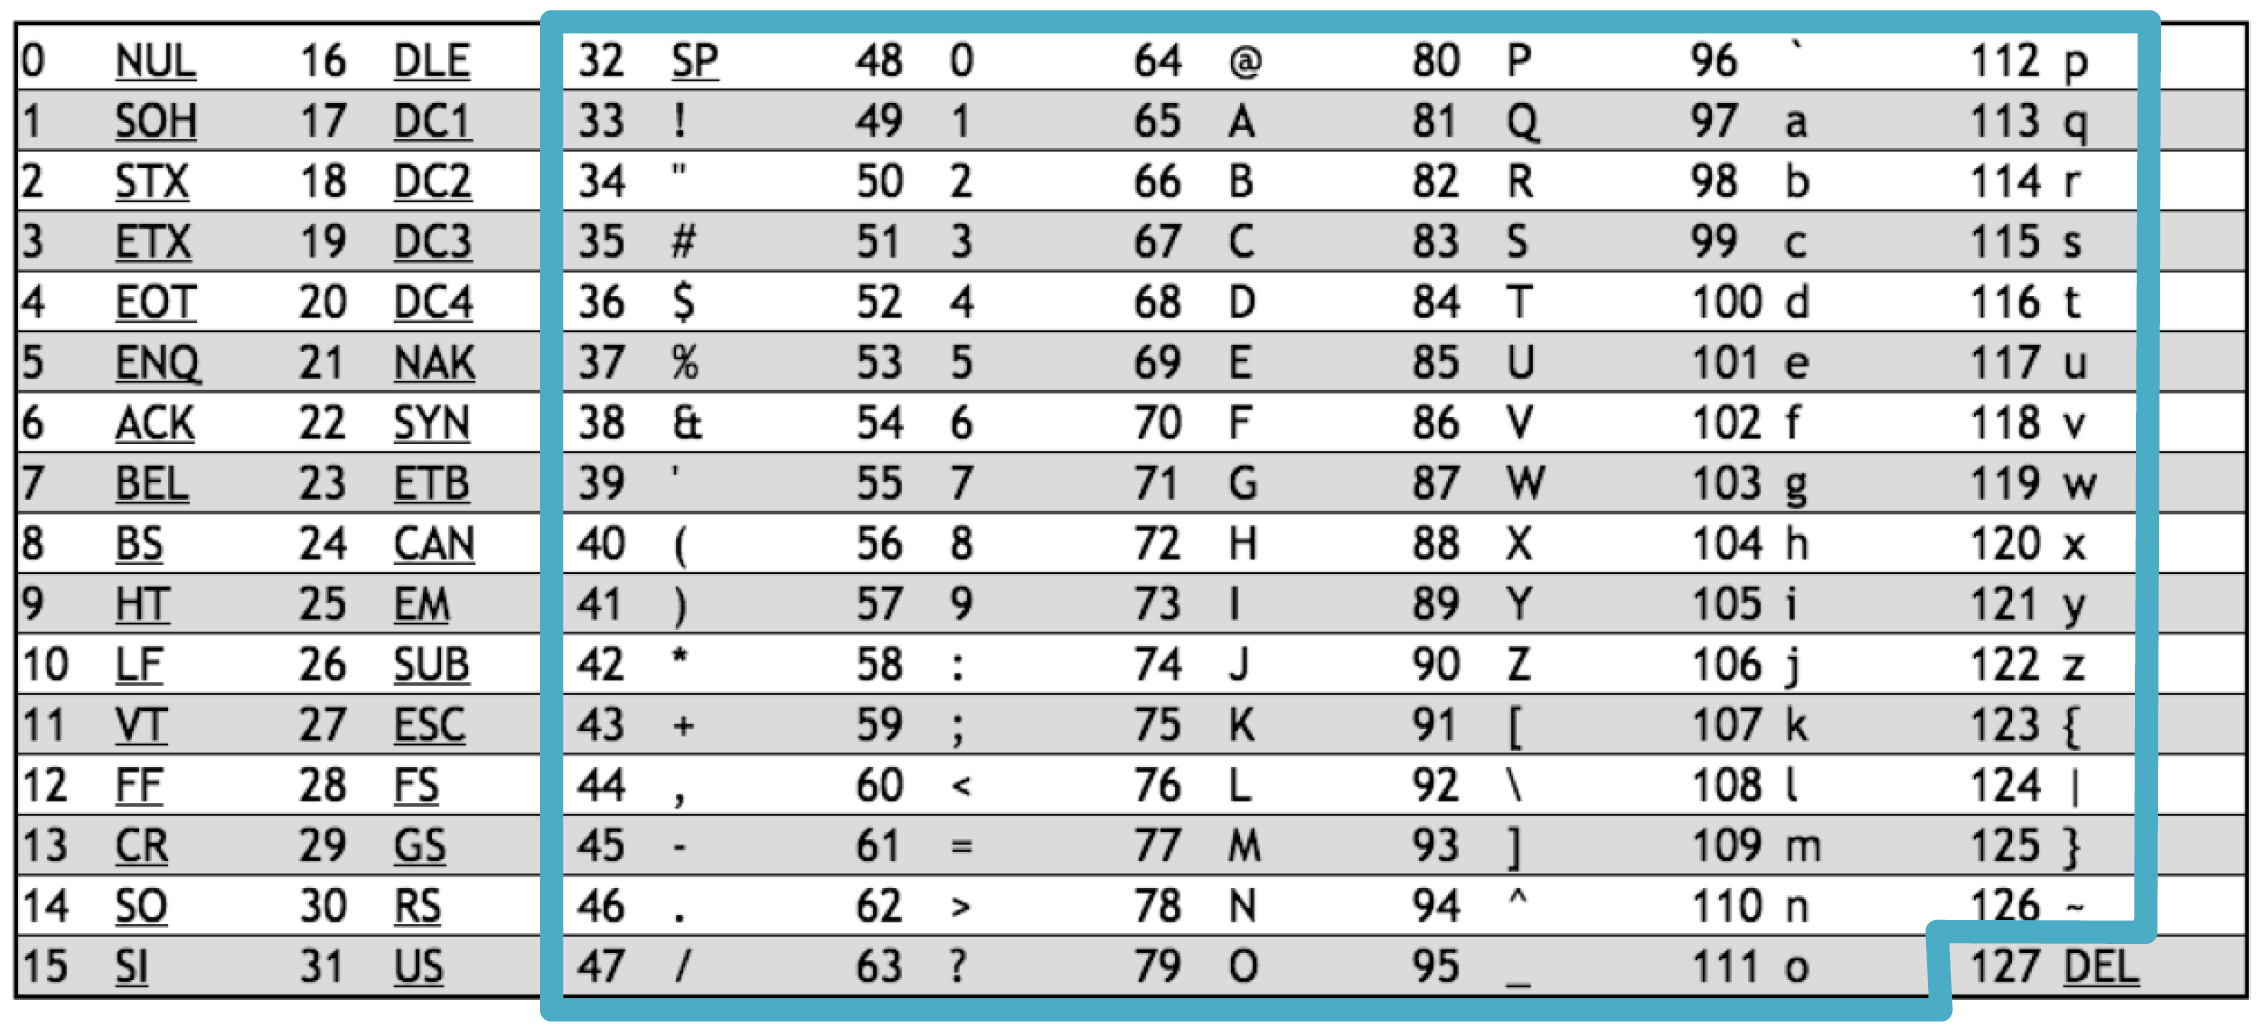 0 NUL 16 DLE 32 SP 48 0 64 @ 80 P 96 ` 112 p
1 SOH 17 DC1 33 ! 49 1 65 A 81 Q 97 a 113 q
2 STX 18 DC2 34 " 50 2 66 B 82 R 98 b 114 r
3 ETX 19 DC3 35 # 51 3 67 C 83 S 99 c 115 s
4 EOT 20 DC4 36 $ 52 4 68 D 84 T 100 d 116 t
5 ENQ 21 NAK 37 % 53 5 69 E 85 U 101 e 117 u
6 ACK 22 SYN 38 & 54 6 70 F 86 V 102 f 118 v
7 BEL 23 ETB 39 ' 55 7 71 G 87 W 103 g 119 w
8 BS 24 CAN 40 ( 56 8 72 H 88 X 104 h 120 x
9 HT 25 EM 41 ) 57 9 73 I 89 Y 105 i 121 y
10 LF 26 SUB 42 * 58 : 74 J 90 Z 106 j 122 z
11 VT 27 ESC 43 + 59 ; 75 K 91 [ 107 k 123 {
12 FF 28 FS 44 , 60 < 76 L 92 \ 108 l 124 |
13 CR 29 GS 45 - 61 = 77 M 93 ] 109 m 125 }
14 SO 30 RS 46 . 62 > 78 N 94 ^ 110 n 126 ~
15 SI 31 US 47 / 63 ? 79 O 95 _ 111 o 127 DEL